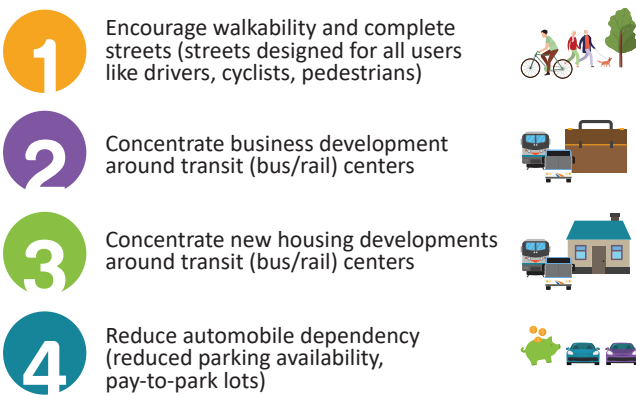 1
Encourage walkability and complete
streets (streets designed for all users
like drivers, cyclists, pedestrians)
2
Concentrate business development
around transit (bus/rail) centers
3
Concentrate new housing developments
around transit (bus/rail) centers
4
Reduce automobile dependency
(reduced parking availability,
pay-to-park lots)